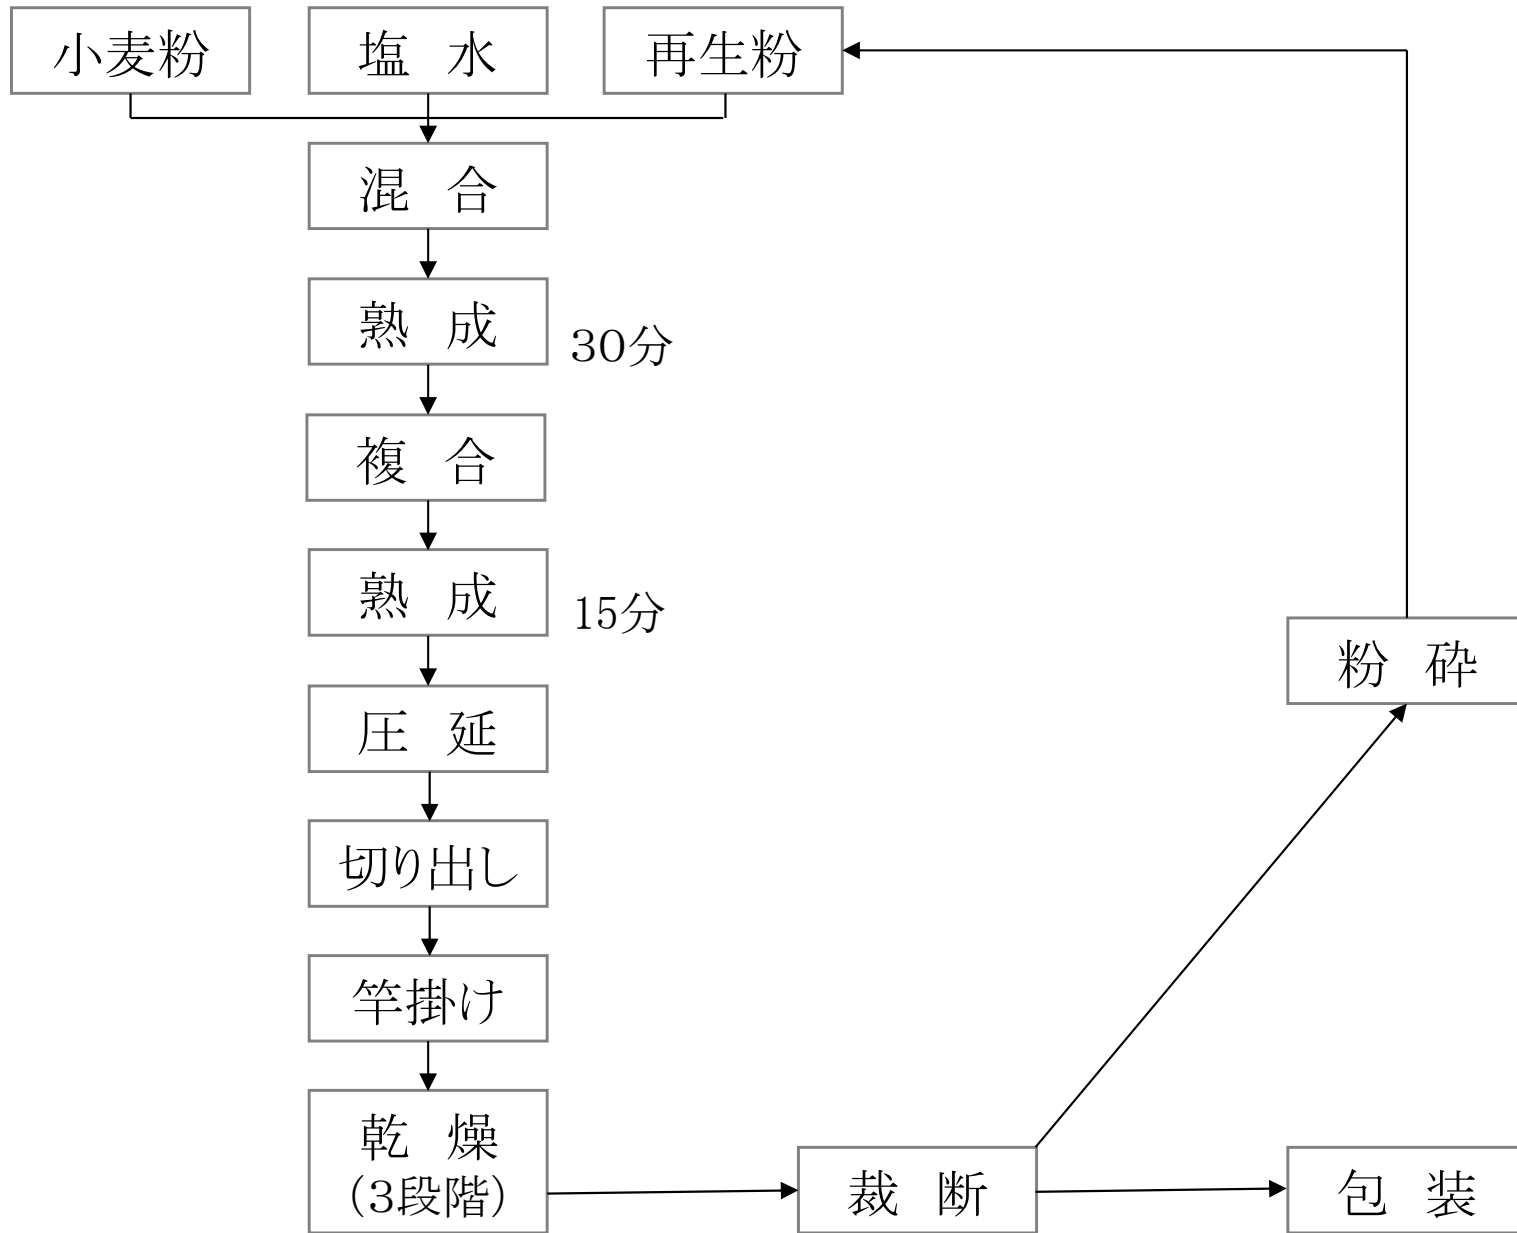 小麦粉
塩 水
再生粉
混 合
熟 成
30分
複 合
熟 成
15分
圧 延
切り出し
竿掛け
乾 燥
(3段階)
裁 断
粉 砕
包 装